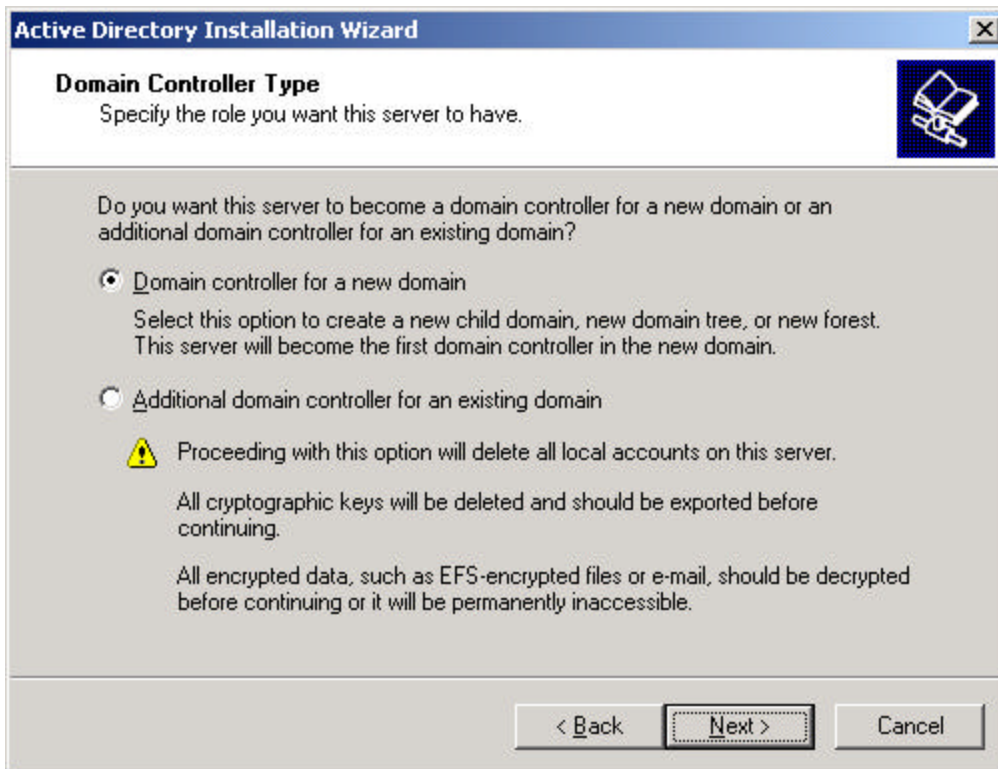 Active Directory Installation Wizard
Domain Controller Type
Specify the role you want this server to have.
Do you want this server to become a domain controller for a new domain or an
additional domain controller for an existing domain?
Domain controller for a new domain
Select this option to create a new child domain, new domain tree, or new forest.
This server will become the first domain controller in the new domain.
Additional domain controller for an existing domain
Proceeding with this option will delete all local accounts on this server.
All cryptographic keys will be deleted and should be exported before
continuing.
All encrypted data, such as EFS-encrypted files or e-mail, should be decrypted
before continuing or it will be permanently inaccessible.
< Back
Next >
Cancel